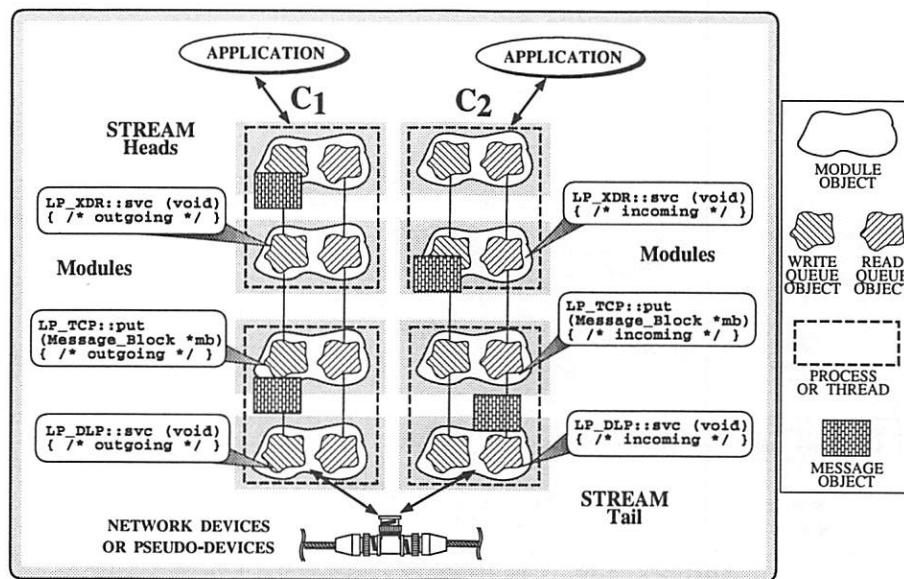 APPLICATION
APPLICATION
C1
C2
STREAM
Heads
LP_XDR::svc (void)
{ /* outgoing */ }
LP_XDR::svc (void)
{ /* incoming */ }
Modules
Modules
LP_TCP::put
(Message_Block *mb)
{ /* outgoing */ }
LP_TCP::put
(Message_Block *mb)
{ /* incoming */ }
LP_DLP::svc (void)
{ /* outgoing */ }
LP_DLP::svc (void)
{ /* incoming */ }
STREAM
Tail
NETWORK DEVICES
OR PSEUDO-DEVICES
MODULE
OBJECT
WRITE
QUEUE
OBJECT
READ
QUEUE
OBJECT
PROCESS
OR THREAD
MESSAGE
OBJECT